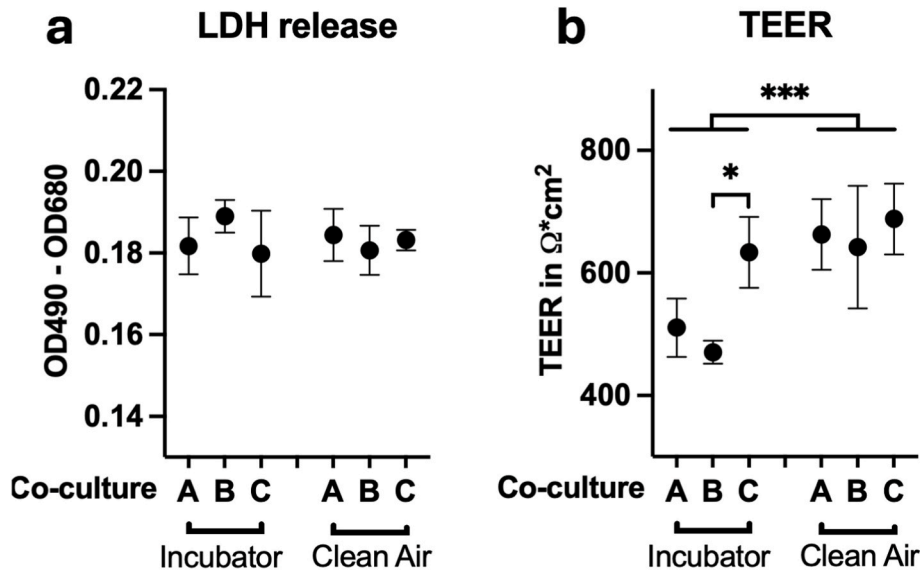 a LDH release
OD490 - OD680
0.22
0.20
0.18
0.16
0.14
Co-culture A B C A B C
Incubator Clean Air
b TEER
TEER in Ω*cm²
800
600
400
***
*
Co-culture A B C A B C
Incubator Clean Air